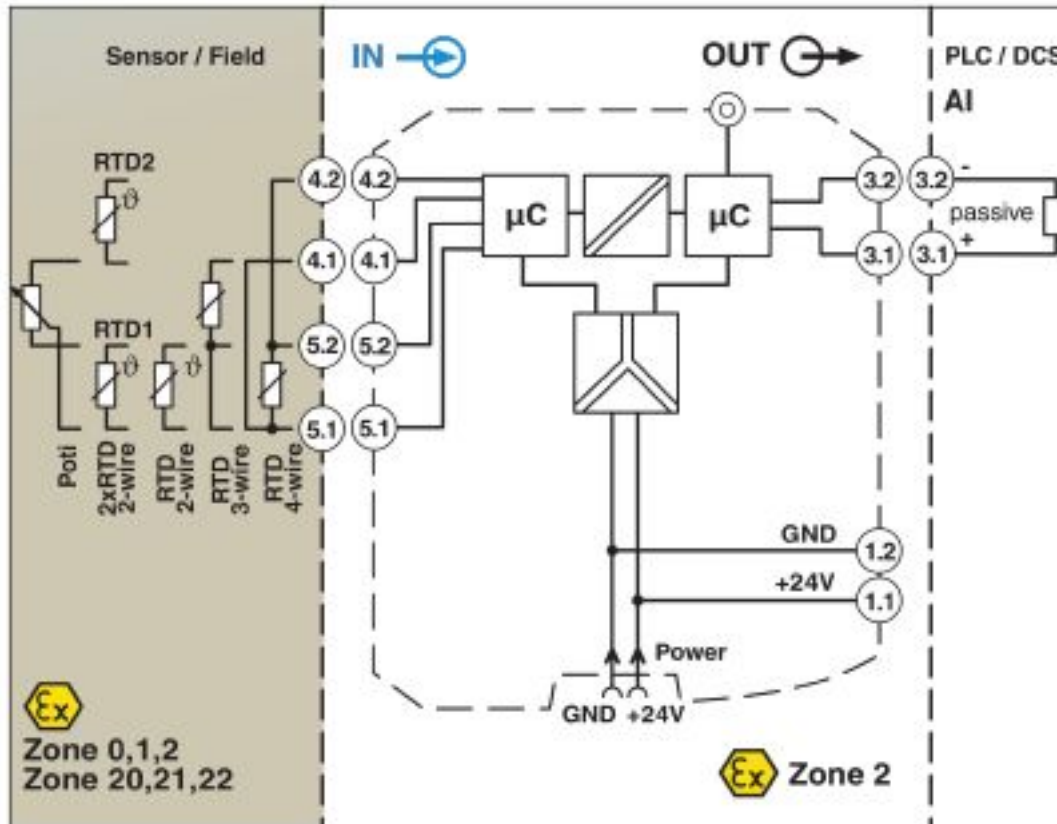 Sensor / Field
IN
OUT
PLC / DCS
AI
RTD2
ϑ
4.2
4.2
µC
µC
3.2
3.2
-
passive
+
4.1
4.1
3.1
3.1
RTD1
ϑ
ϑ
5.2
5.2
5.1
5.1
Poti
2xRTD
2-wire
RTD
2-wire
RTD
3-wire
RTD
4-wire
GND
1.2
+24V
1.1
Power
GND +24V
Ex
Zone 0,1,2
Zone 20,21,22
Ex Zone 2